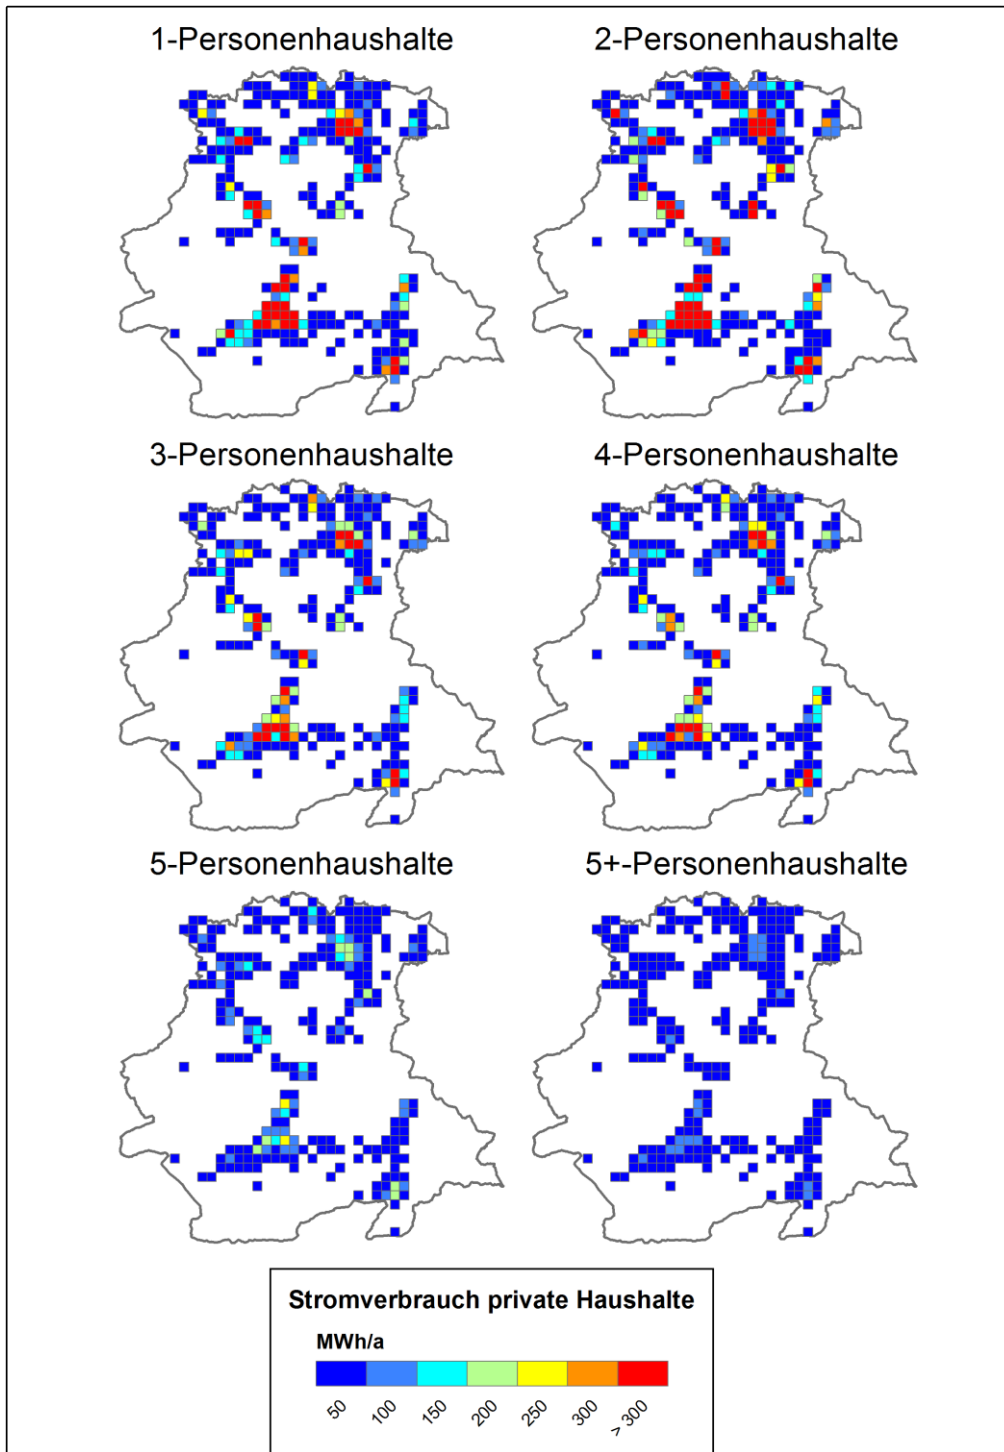 1-Personenhaushalte
2-Personenhaushalte
3-Personenhaushalte
4-Personenhaushalte
5-Personenhaushalte
5+-Personenhaushalte
Stromverbrauch private Haushalte
MWh/a
50
100
150
200
250
300
> 300